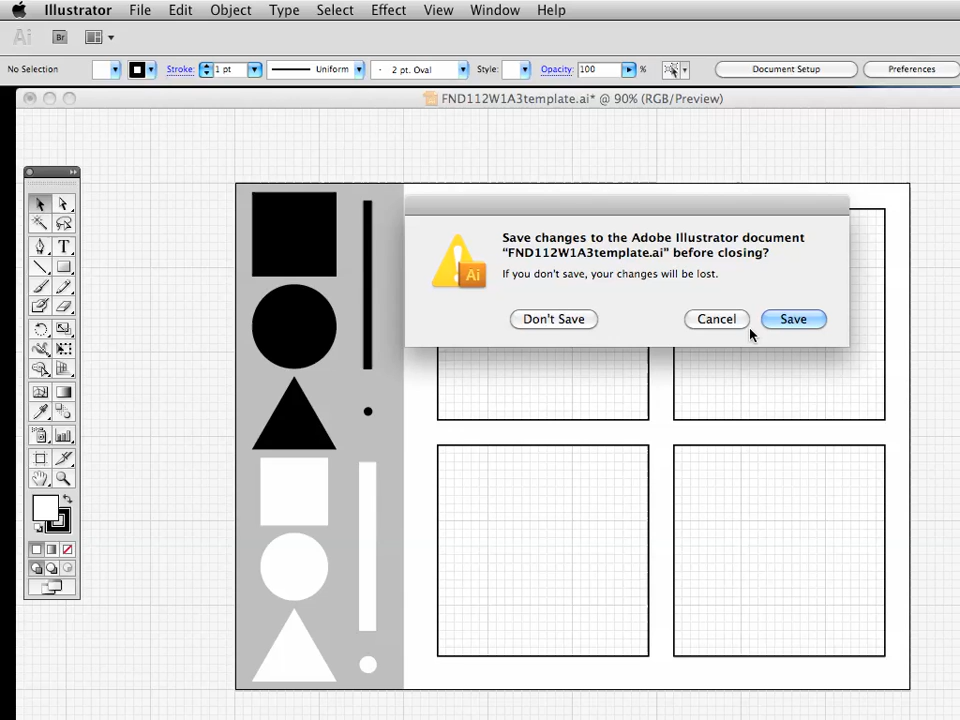 Illustrator File Edit Object Type Select Effect View Window Help
Ai Br
No Selection Stroke: 1 pt Uniform 2 pt. Oval Style: Opacity: 100 % Document Setup Preferences
FND112W1A3template.ai* @ 90% (RGB/Preview)
Save changes to the Adobe Illustrator document
“FND112W1A3template.ai” before closing?
If you don't save, your changes will be lost.
Ai
Don't Save Cancel Save
T